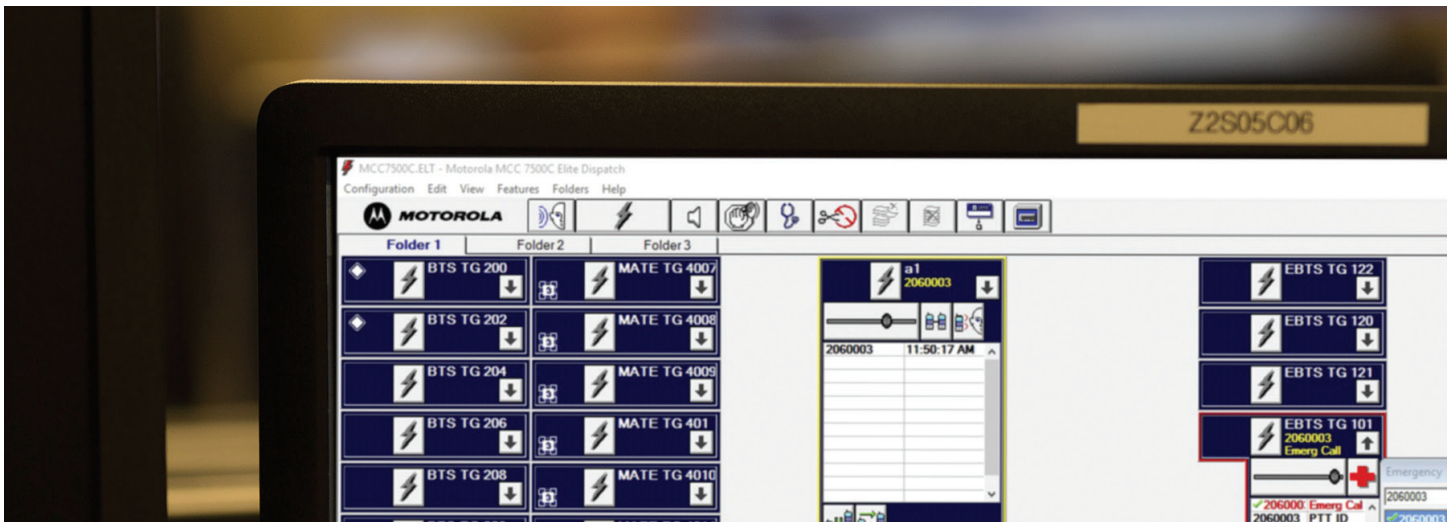 Z2S05C06
MCC7500C.ELT - Motorola MCC 7500C Elite Dispatch
Configuration Edit View Features Folders Help
MOTOROLA
Folder 1 Folder 2 Folder 3
BTS TG 200
MATE TG 4007
a1
2060003
EBTS TG 122
BTS TG 202
MATE TG 4008
EBTS TG 120
2060003 11:50:17 AM
BTS TG 204
MATE TG 4009
EBTS TG 121
BTS TG 206
MATE TG 401
EBTS TG 101
2060003
Emerg Call
BTS TG 208
MATE TG 4010
Emergency
2060003
206000: Emerg Cal
2060003 PTT ID
2060003